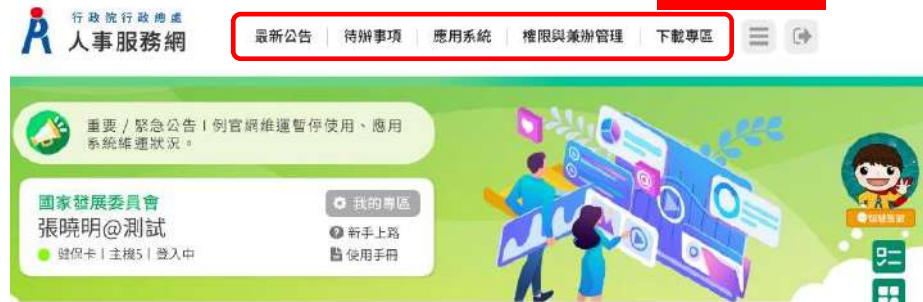 行政院行政總處
人事服務網
最新公告 | 待辦事項 | 應用系統 | 權限與兼辦管理 | 下載專區
重要 / 緊急公告 | 例官網維運暫停使用、應用
系統維運狀況。
國家發展委員會
我的專區
張曉明@測試
新手上路
健保卡 | 主機5 | 登入中
使用手冊